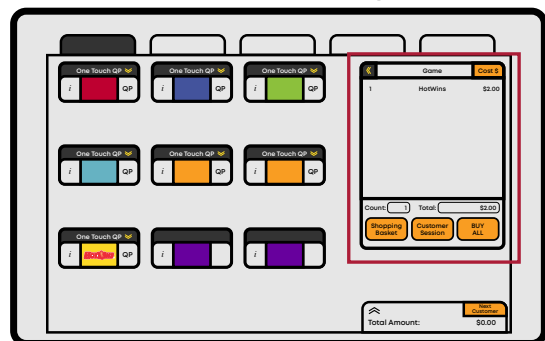 One Touch QP
i QP
One Touch QP
i QP
One Touch QP
i QP
One Touch QP
i QP
One Touch QP
i QP
One Touch QP
i QP
One Touch QP
i HOTWINS QP
i
i
Game Cost $
1 HotWins $2.00
Count: 1 Total: $2.00
Shopping Basket
Customer Session
BUY ALL
Next Customer
Total Amount: $0.00